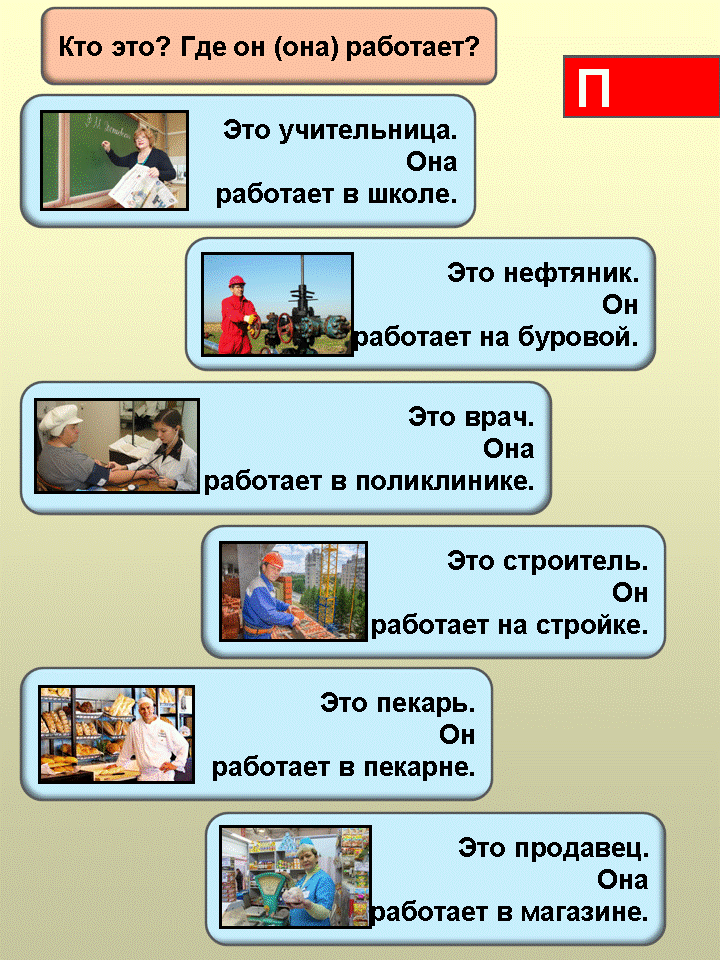 Кто это? Где он (она) работает?
П
Это учительница.
Она
работает в школе.
Это нефтяник.
Он
работает на буровой.
Это врач.
Она
работает в поликлинике.
Это строитель.
Он
работает на стройке.
Это пекарь.
Он
работает в пекарне.
Это продавец.
Она
работает в магазине.